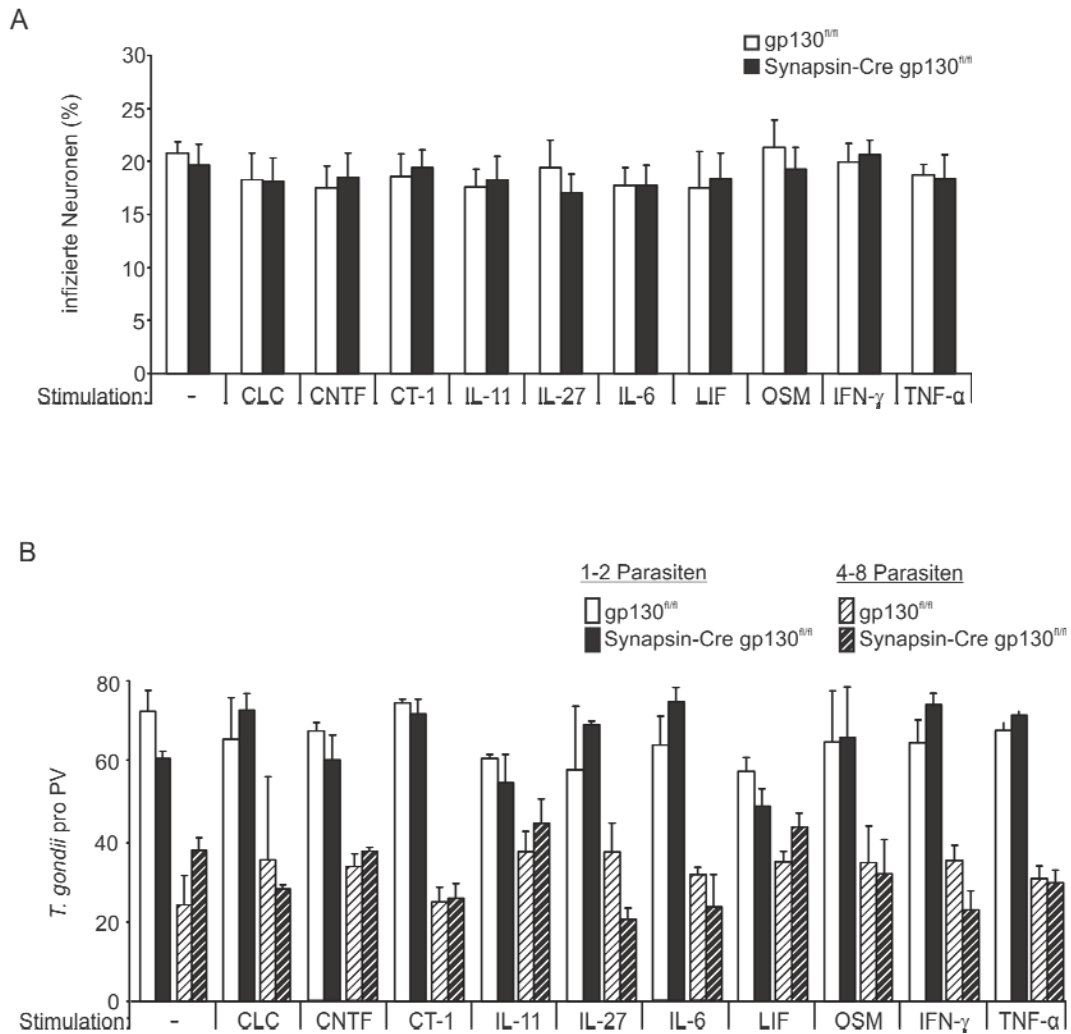 A
30
25
20
15
10
5
0
infizierte Neuronen (%)
gp130fl/fl
Synapsin-Cre gp130fl/fl
Stimulation: - CLC CNTF CT-1 IL-11 IL-27 IL-6 LIF OSM IFN-γ TNF-α
B
1-2 Parasiten 4-8 Parasiten
gp130fl/fl gp130fl/fl
Synapsin-Cre gp130fl/fl Synapsin-Cre gp130fl/fl
80
60
40
20
0
T. gondii pro PV
Stimulation: - CLC CNTF CT-1 IL-11 IL-27 IL-6 LIF OSM IFN-γ TNF-α